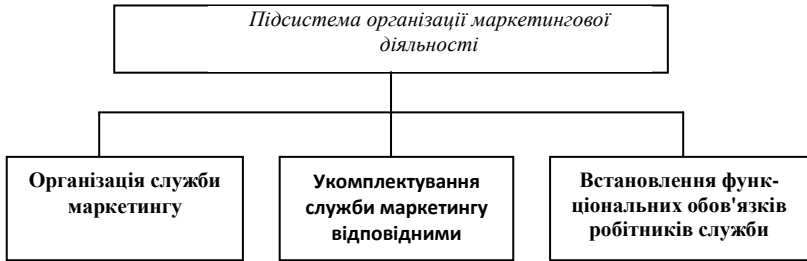 Підсистема організації маркетингової
діяльності
Організація служби
маркетингу
Укомплектування
служби маркетингу
відповідними
Встановлення функ-
ціональних обов'язків
робітників служби